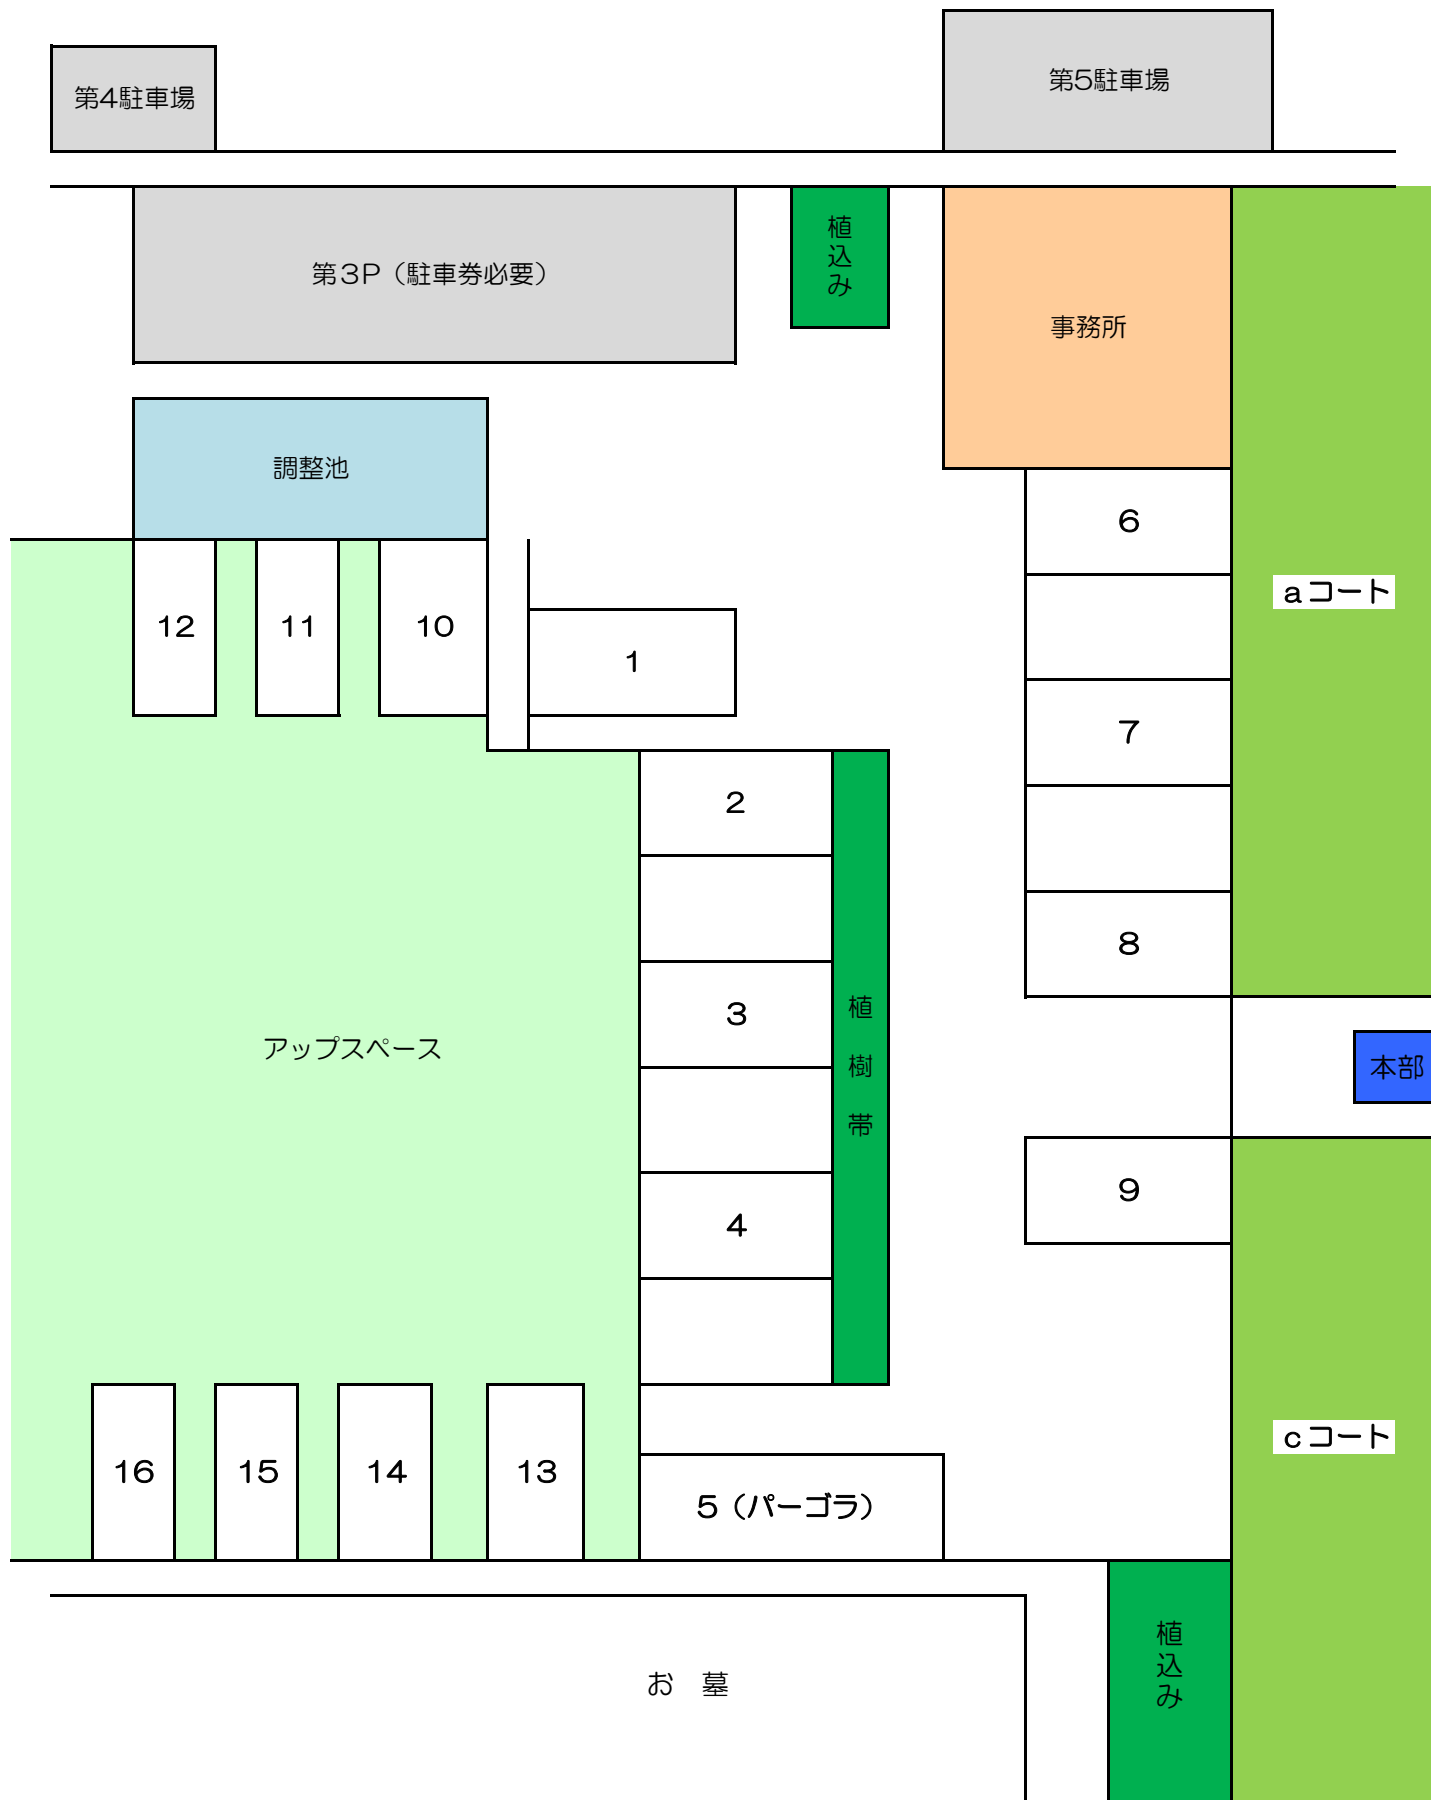 第5駐車場
第4駐車場
植込み
第３Ｐ（駐車券必要）
事務所
調整池
6
aコート
12
11
10
1
7
2
8
3
植樹帯
アップスペース
本部
9
4
cコート
16
15
14
13
5（パーゴラ）
植込み
お　墓